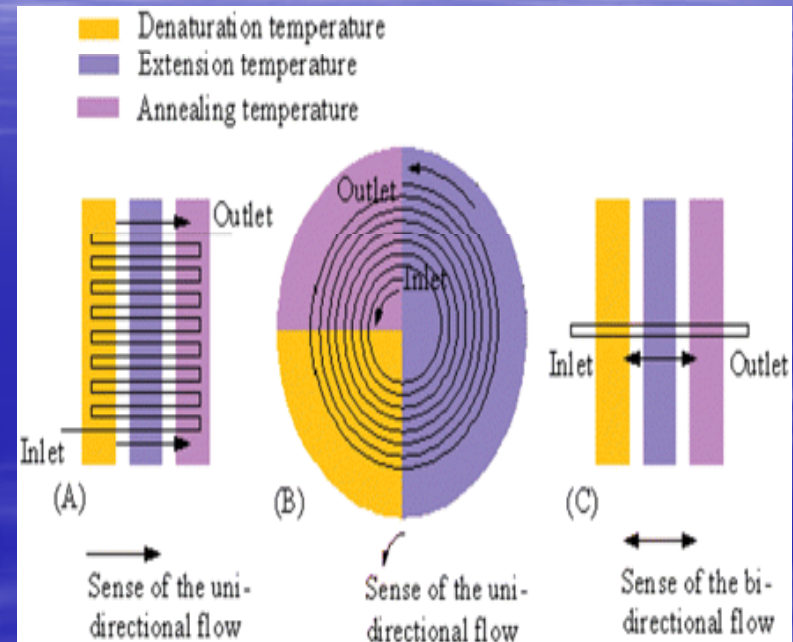 Denaturation temperature
Extension temperature
Annealing temperature
Outlet
Inlet
(A)
Sense of the uni-
directional flow
Outlet
Inlet
(B)
Sense of the uni-
directional flow
Inlet
Outlet
(C)
Sense of the bi-
directional flow